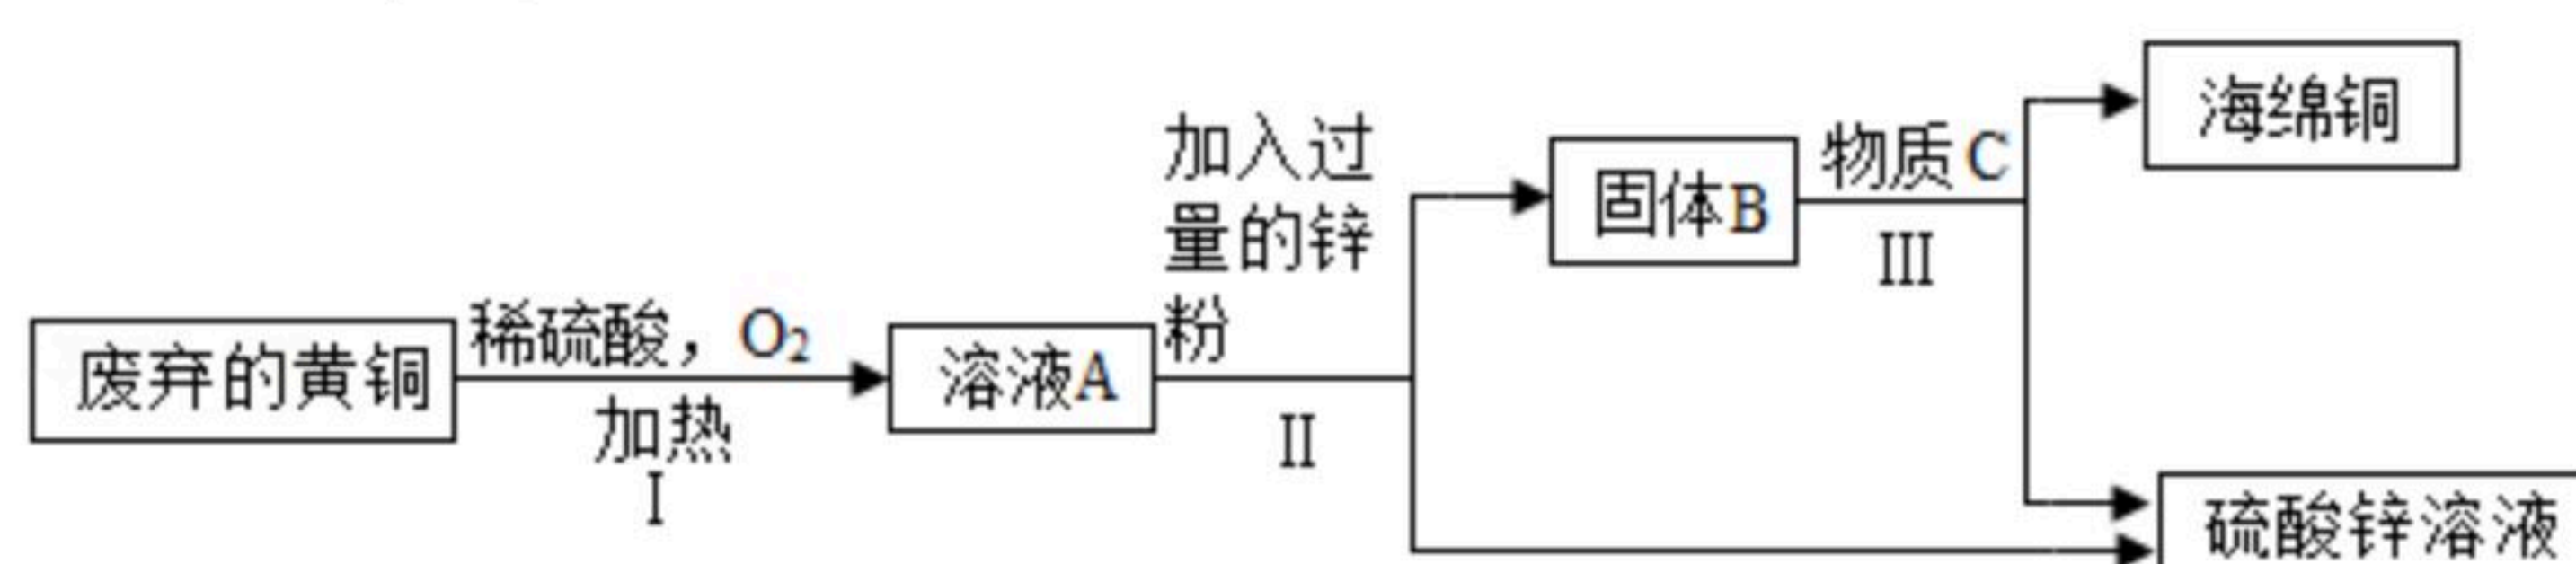 废弃的黄铜
稀硫酸，O₂
加热
I
溶液A
加入过
量的锌
粉
II
固体B
物质C
III
海绵铜
硫酸锌溶液